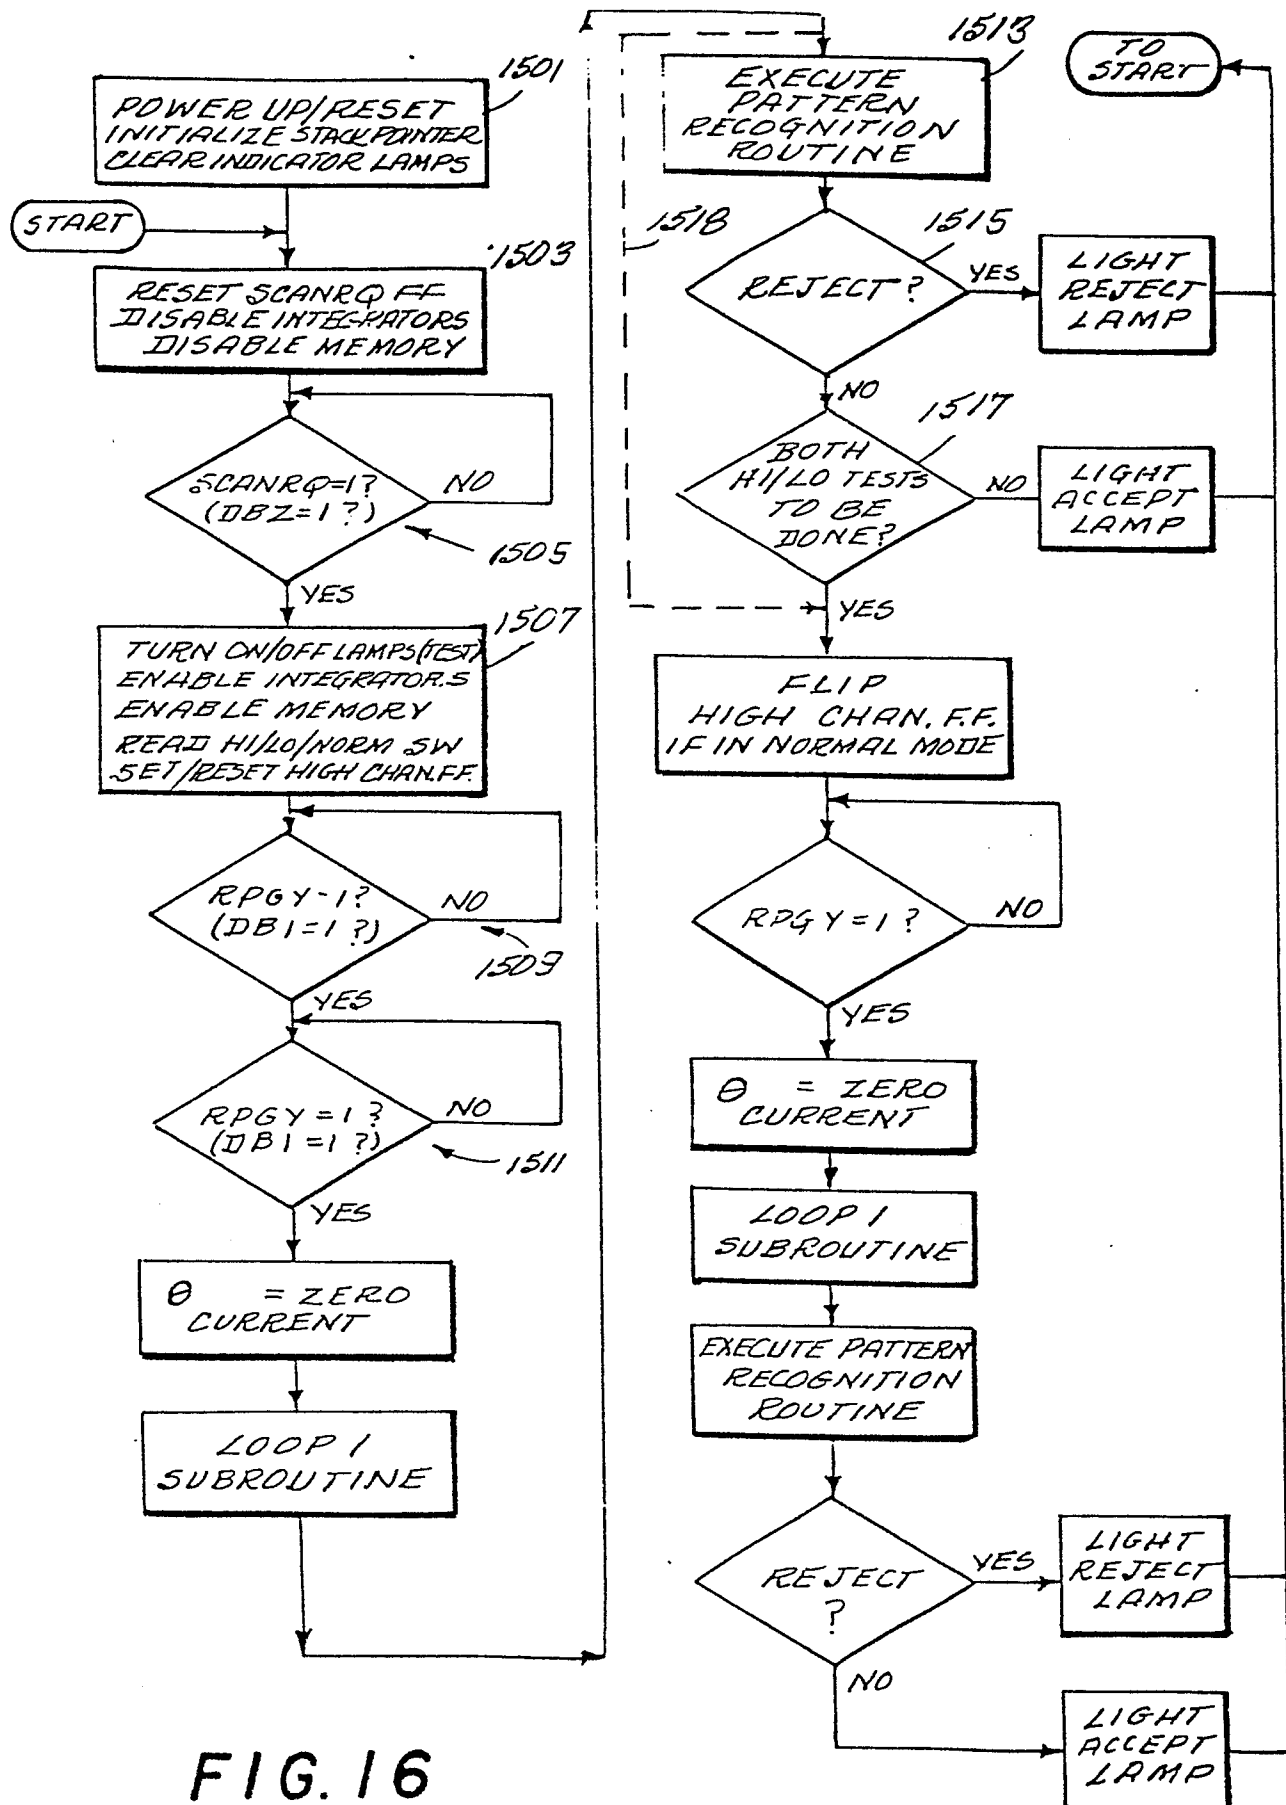 1501
POWER UP/RESET
INITIALIZE STACK POINTER
CLEAR INDICATOR LAMPS
START
1503
RESET SCANRQ FF
DISABLE INTEGRATORS
DISABLE MEMORY
SCANRQ=1?
(DBZ=1?)
NO
1505
YES
1507
TURN ON/OFF LAMPS (TEST)
ENABLE INTEGRATORS
ENABLE MEMORY
READ HI/LO/NORM SW
SET/RESET HIGH CHAN.FF.
RPGY-1?
(DB1=1?)
NO
1509
YES
RPGY=1?
(DB1=1?)
NO
1511
YES
θ = ZERO
CURRENT
LOOP 1
SUBROUTINE
1513
EXECUTE
PATTERN
RECOGNITION
ROUTINE
TO
START
1518
1515
REJECT?
YES
LIGHT
REJECT
LAMP
NO
1517
BOTH
HI/LO TESTS
TO BE
DONE?
NO
LIGHT
ACCEPT
LAMP
YES
FLIP
HIGH CHAN. F.F.
IF IN NORMAL MODE
RPGY=1?
NO
YES
θ = ZERO
CURRENT
LOOP 1
SUBROUTINE
EXECUTE PATTERN
RECOGNITION
ROUTINE
REJECT
?
YES
LIGHT
REJECT
LAMP
NO
LIGHT
ACCEPT
LAMP
FIG. 16